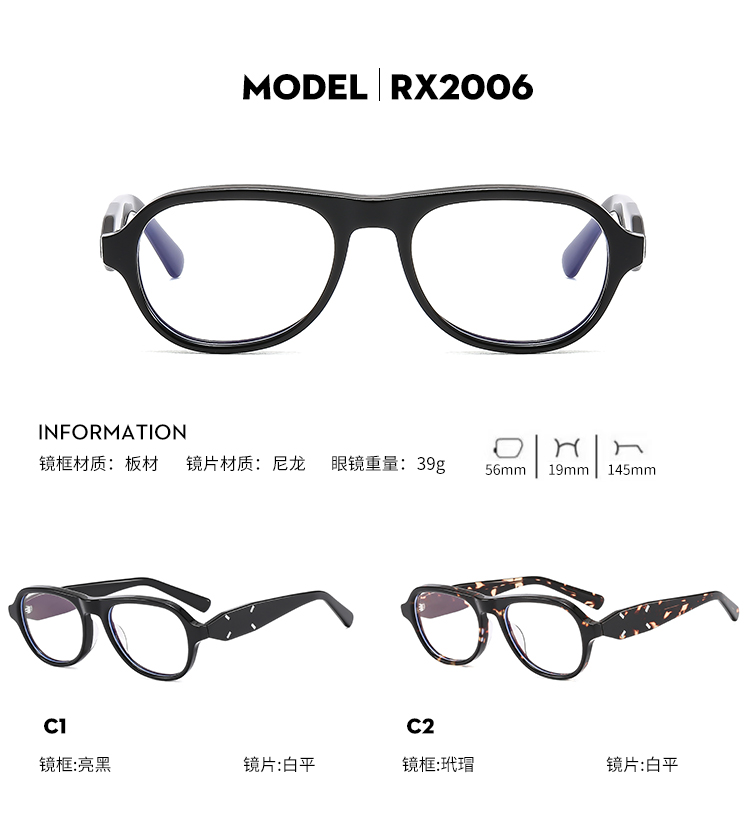 MODEL | RX2006
INFORMATION
镜框材质：板材 镜片材质：尼龙 眼镜重量：39g
56mm 19mm 145mm
C1 C2
镜框:亮黑 镜片:白平 镜框:玳瑁 镜片:白平